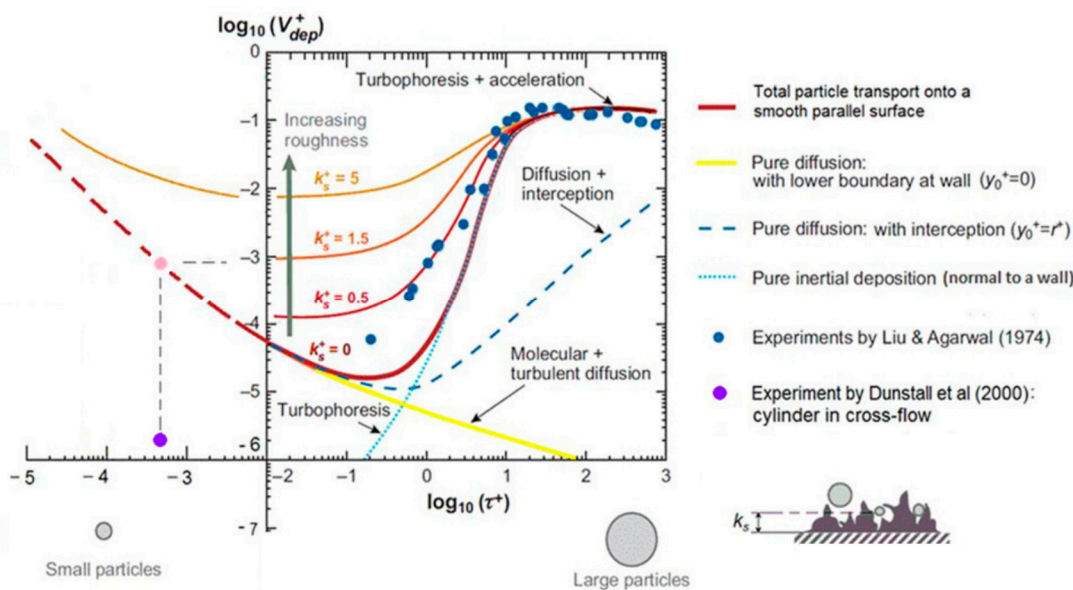 log₁₀(V⁺dep)
0
Turbophoresis + acceleration
-1
Increasing
roughness
kₛ⁺ = 5
-2
Diffusion +
interception
kₛ⁺ = 1.5
-3
kₛ⁺ = 0.5
-4
kₛ⁺ = 0
Molecular +
turbulent diffusion
-5
Turbophoresis
-6
-5 -4 -3 -2 -1 0 1 2 3
log₁₀(τ⁺)
-7
Small particles
Large particles
Total particle transport onto a
smooth parallel surface
Pure diffusion:
with lower boundary at wall (y₀⁺=0)
Pure diffusion: with interception (y₀⁺=r⁺)
Pure inertial deposition (normal to a wall)
Experiments by Liu & Agarwal (1974)
Experiment by Dunstall et al (2000):
cylinder in cross-flow
kₛ